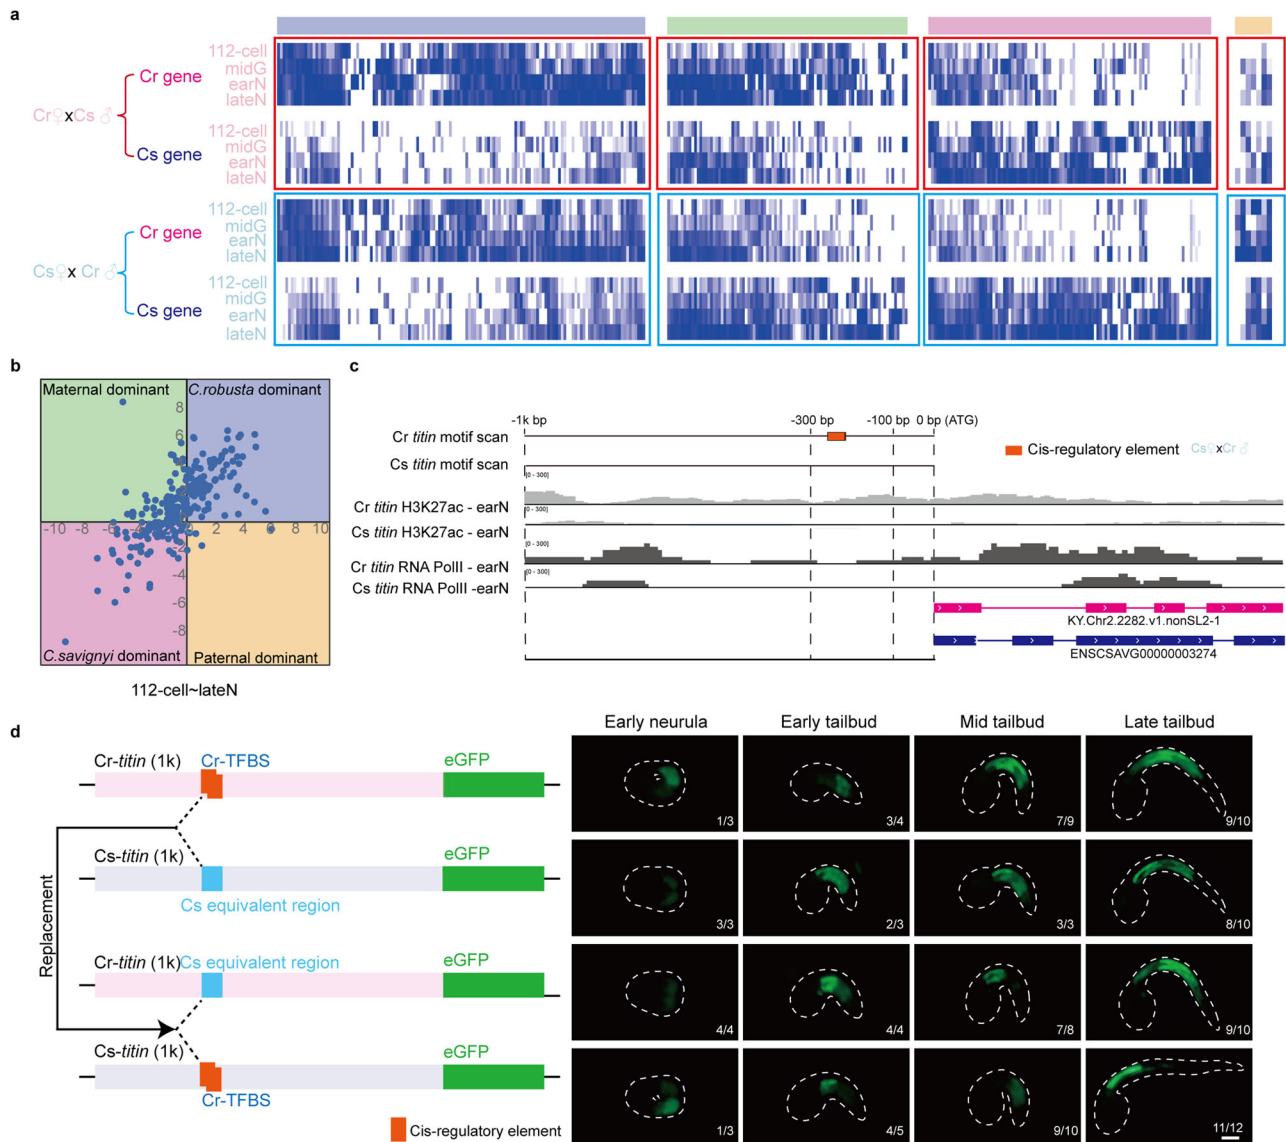 a
112-cell
midG
earN
lateN
Cr gene
Cr♀xCs ♂
112-cell
midG
earN
lateN
Cs gene
112-cell
midG
earN
lateN
Cr gene
Cs♀x Cr ♂
112-cell
midG
earN
lateN
Cs gene
b
Maternal dominant
C.robusta dominant
8
6
4
2
-10 -8 -6 -4 0 2 4 6 8 10
-2
-4
-6
-8
C.savignyi dominant
Paternal dominant
112-cell~lateN
c
-1k bp -300 bp -100 bp 0 bp (ATG)
Cr titin motif scan
Cis-regulatory element Cs♀xCr ♂
Cs titin motif scan
[0 - 300]
Cr titin H3K27ac - earN
[0 - 300]
Cs titin H3K27ac - earN
[0 - 300]
Cr titin RNA PolII - earN
[0 - 300]
Cs titin RNA PolII -earN
KY.Chr2.2282.v1.nonSL2-1
ENSCSAVG00000003274
d
Early neurula Early tailbud Mid tailbud Late tailbud
Cr-titin (1k) Cr-TFBS eGFP
1/3 3/4 7/9 9/10
Cs-titin (1k) eGFP
Cs equivalent region
3/3 2/3 3/3 8/10
Replacement
Cr-titin (1k) Cs equivalent region eGFP
4/4 4/4 7/8 9/10
Cs-titin (1k) eGFP
Cr-TFBS
1/3 4/5 9/10 11/12
Cis-regulatory element